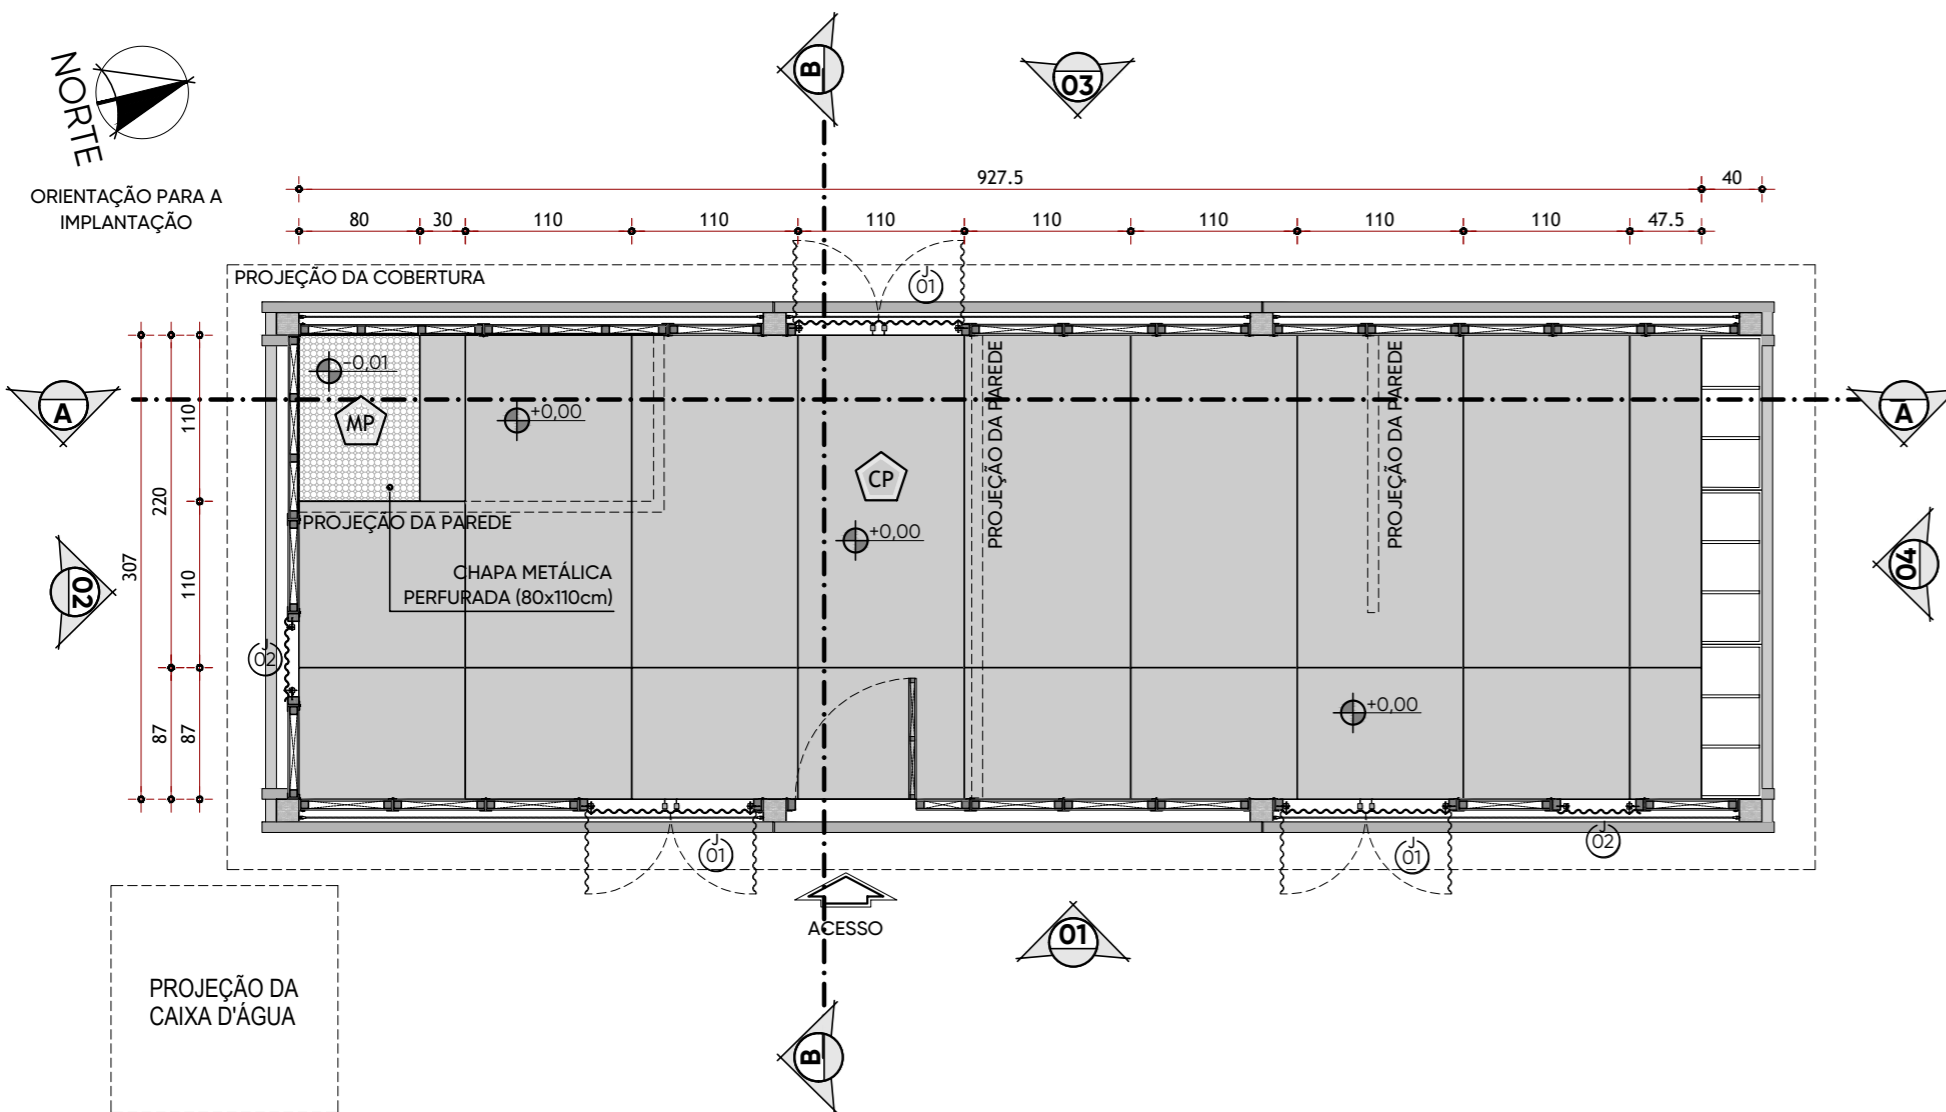 NORTE
ORIENTAÇÃO PARA A
IMPLANTAÇÃO
B
03
927.5
40
80
30
110
110
110
110
110
110
110
47.5
PROJEÇÃO DA COBERTURA
J
01
-0,01
MP
+0,00
PROJEÇÃO DA PAREDE
PROJEÇÃO DA PAREDE
A
A
110
220
307
110
87
87
CP
+0,00
PROJEÇÃO DA PAREDE
CHAPA METÁLICA
PERFURADA (80x110cm)
02
04
J
02
+0,00
J
01
J
01
J
02
ACESSO
01
PROJEÇÃO DA
CAIXA D'ÁGUA
B